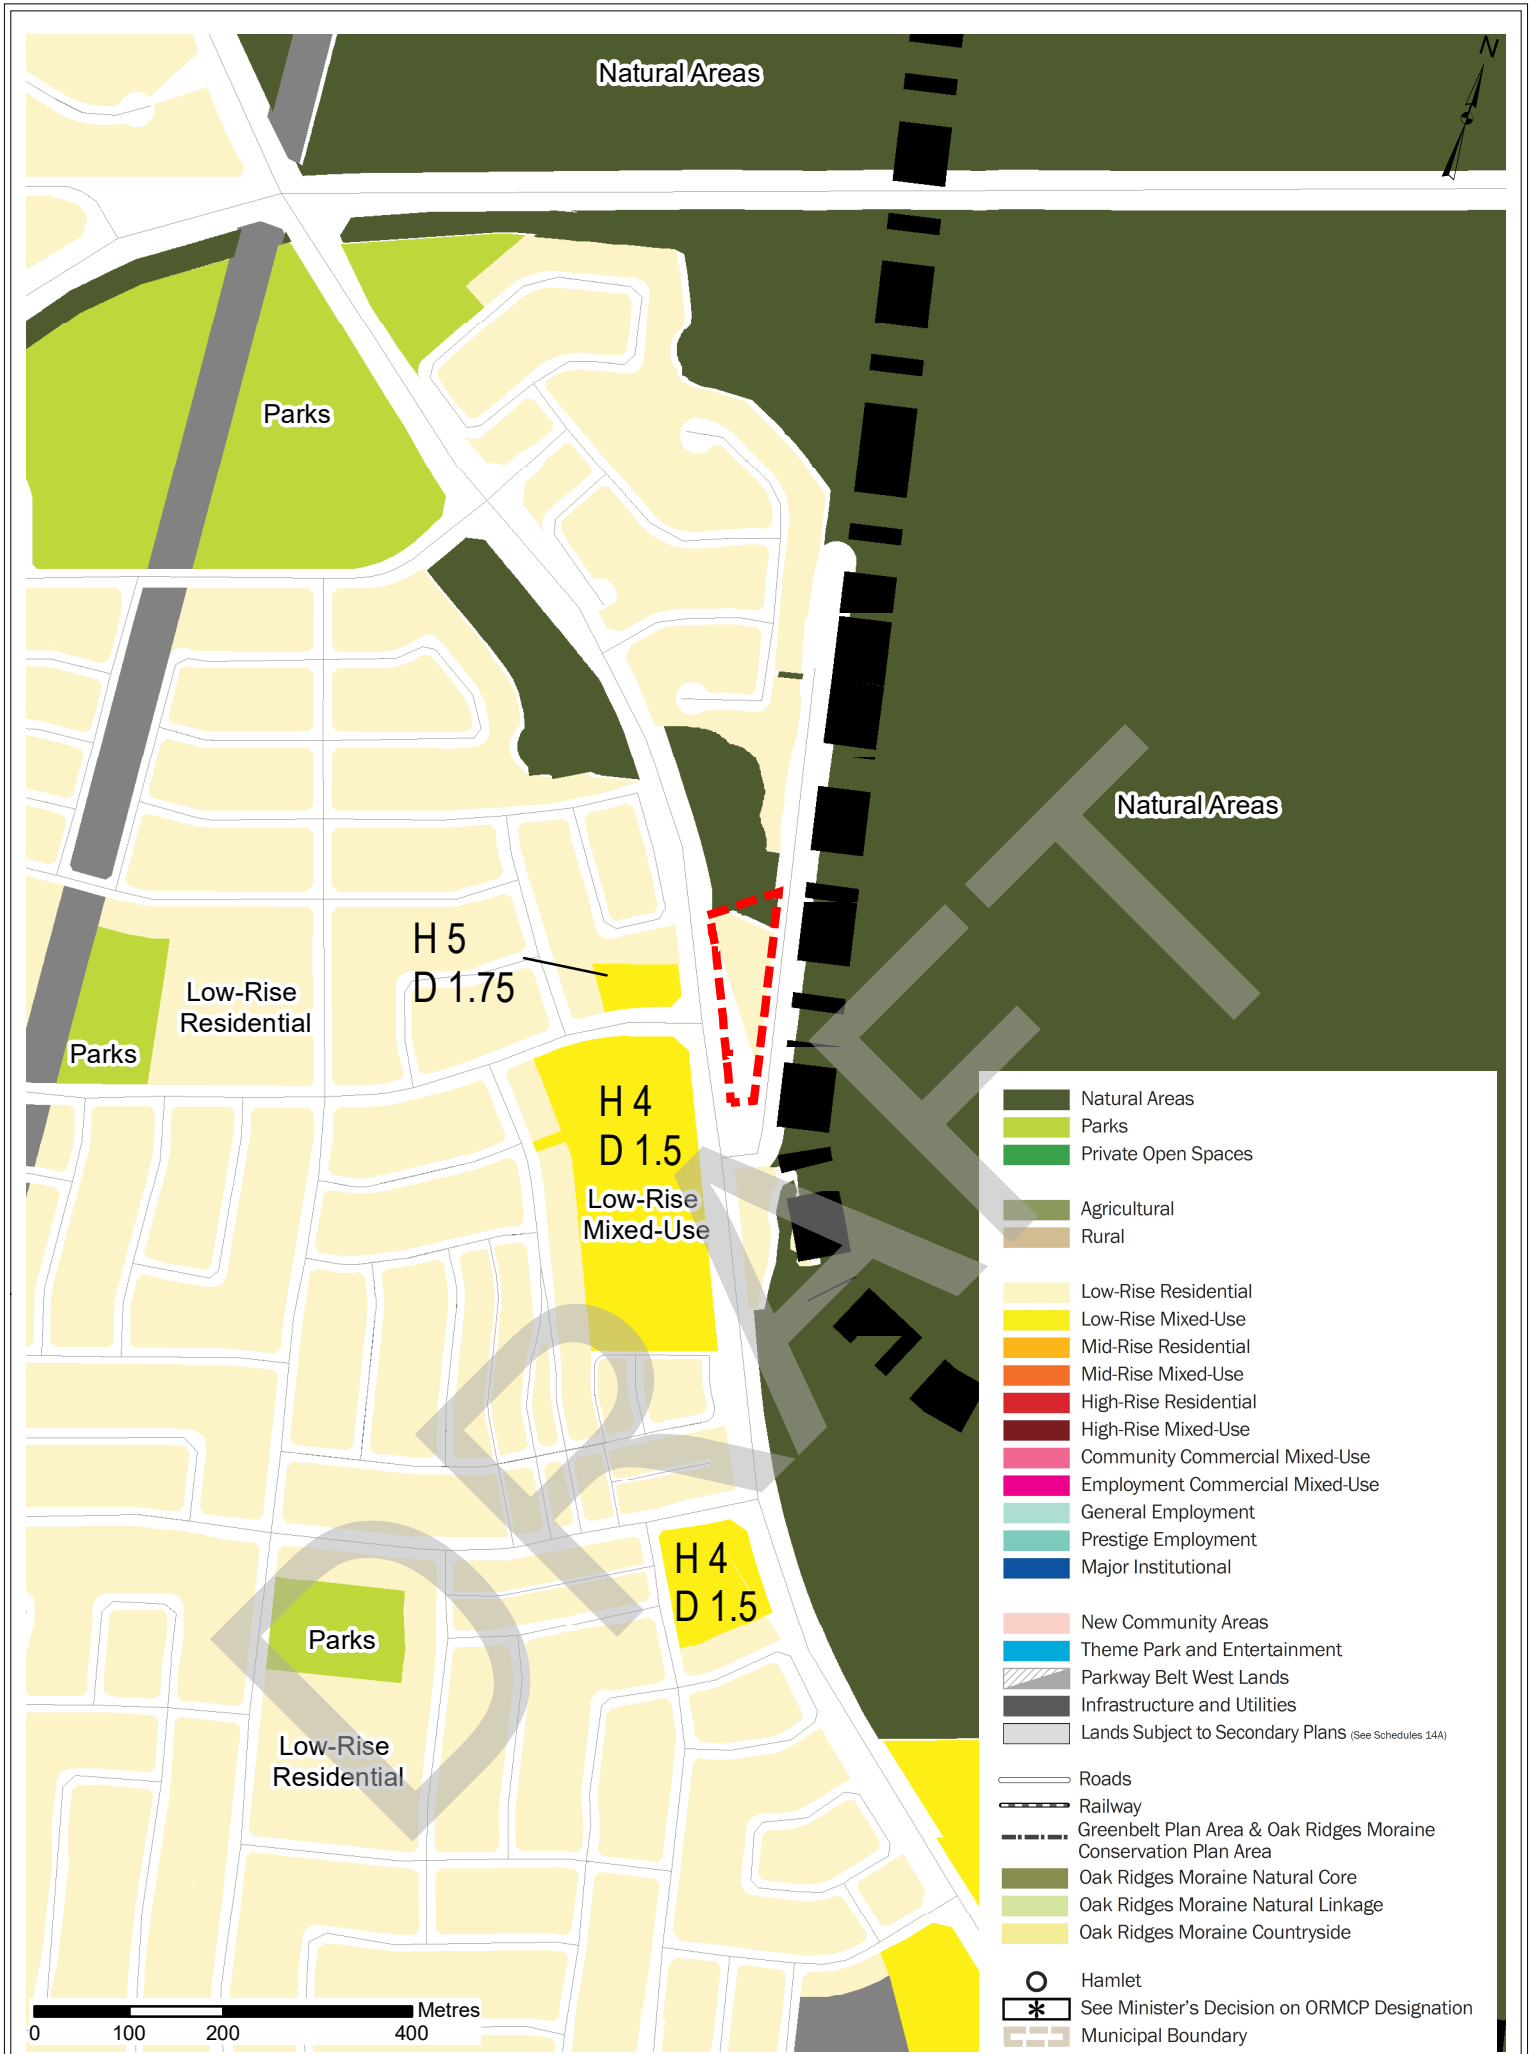 Natural Areas
N
Parks
Natural Areas
H 5
D 1.75
Low-Rise
Residential
Parks
H 4
D 1.5
Low-Rise
Mixed-Use
H 4
D 1.5
Parks
Low-Rise
Residential
DRAFT
Natural Areas
Parks
Private Open Spaces
Agricultural
Rural
Low-Rise Residential
Low-Rise Mixed-Use
Mid-Rise Residential
Mid-Rise Mixed-Use
High-Rise Residential
High-Rise Mixed-Use
Community Commercial Mixed-Use
Employment Commercial Mixed-Use
General Employment
Prestige Employment
Major Institutional
New Community Areas
Theme Park and Entertainment
Parkway Belt West Lands
Infrastructure and Utilities
Lands Subject to Secondary Plans (See Schedules 14A)
Roads
Railway
Greenbelt Plan Area & Oak Ridges Moraine
Conservation Plan Area
Oak Ridges Moraine Natural Core
Oak Ridges Moraine Natural Linkage
Oak Ridges Moraine Countryside
Hamlet
* See Minister's Decision on ORMCP Designation
Municipal Boundary
Metres
0 100 200 400